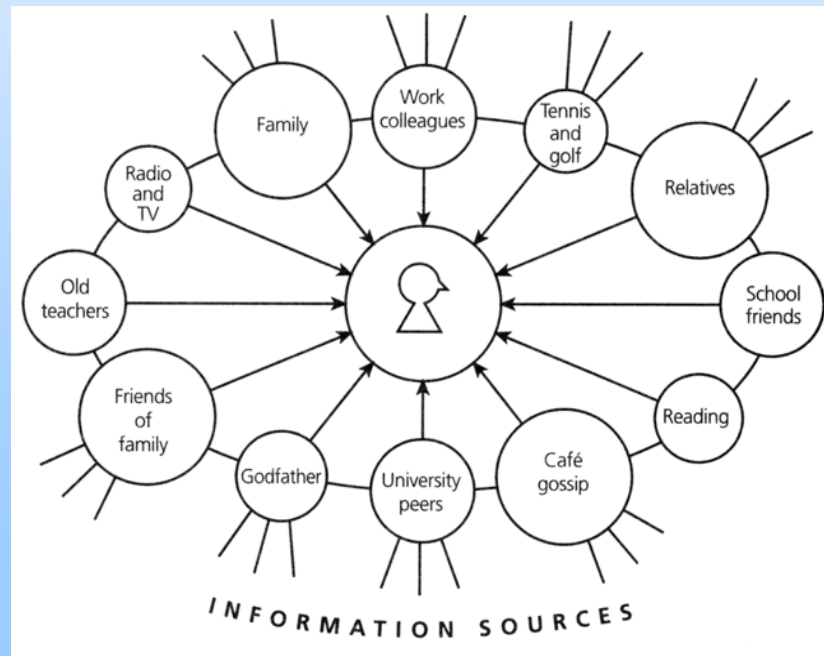 Family
Work
colleagues
Tennis
and
golf
Radio
and
TV
Relatives
Old
teachers
School
friends
Friends
of
family
Reading
Godfather
University
peers
Café
gossip
INFORMATION SOURCES